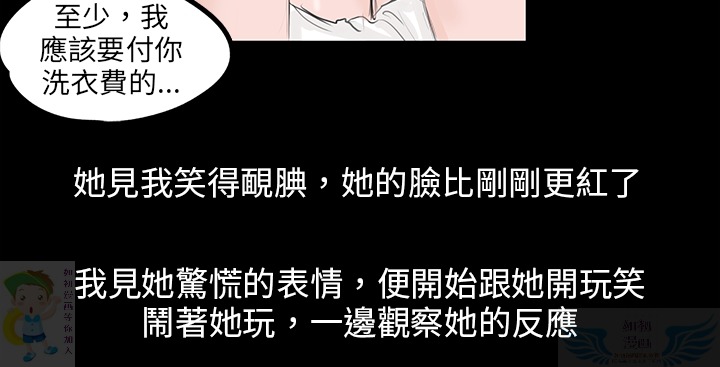 至少，我
應該要付你
洗衣費的...
她見我笑得靦腆，她的臉比剛剛更紅了
我見她驚慌的表情，便開始跟她開玩笑
鬧著她玩，一邊觀察她的反應